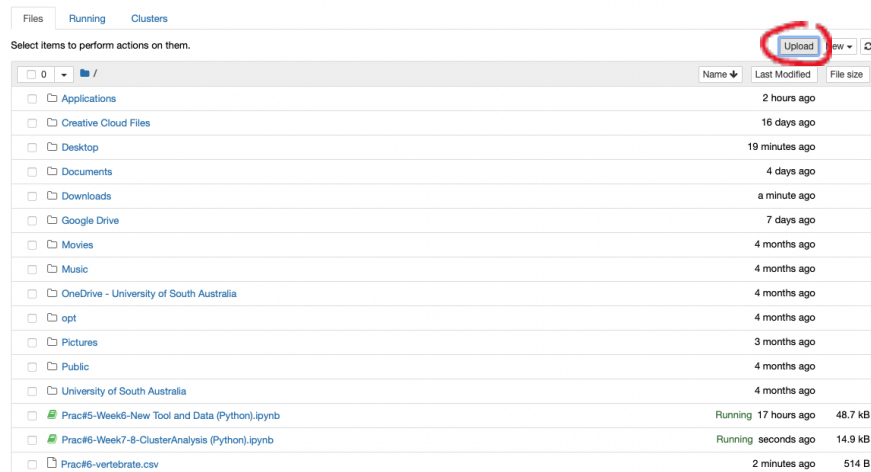 Files Running Clusters
Select items to perform actions on them.
Upload New
0 / Name Last Modified File size
Applications 2 hours ago
Creative Cloud Files 16 days ago
Desktop 19 minutes ago
Documents 4 days ago
Downloads a minute ago
Google Drive 7 days ago
Movies 4 months ago
Music 4 months ago
OneDrive - University of South Australia 4 months ago
opt 4 months ago
Pictures 3 months ago
Public 4 months ago
University of South Australia 4 months ago
Prac#5-Week6-New Tool and Data (Python).ipynb Running 17 hours ago 48.7 kB
Prac#6-Week7-8-ClusterAnalysis (Python).ipynb Running seconds ago 14.9 kB
Prac#6-vertebrate.csv 2 minutes ago 514 B